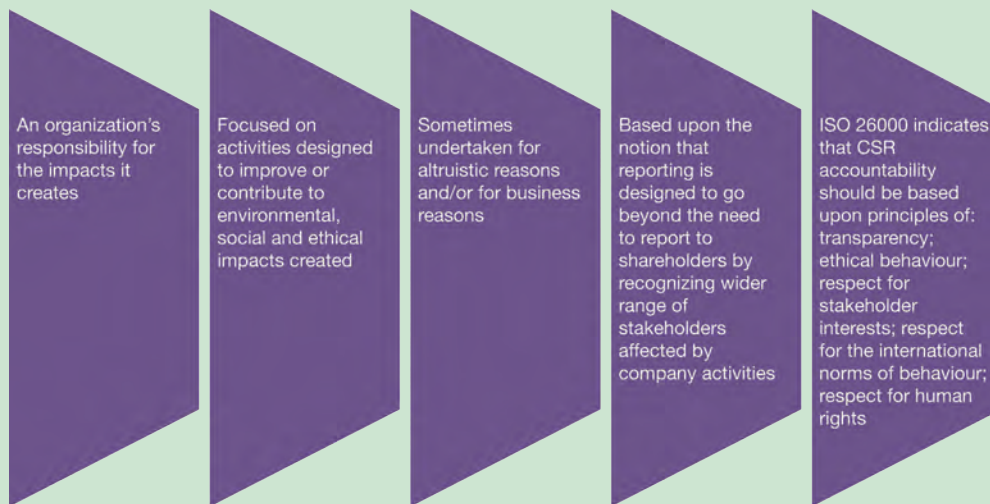 An organization's
responsibility for
the impacts it
creates
Focused on
activities designed
to improve or
contribute to
environmental,
social and ethical
impacts created
Sometimes
undertaken for
altruistic reasons
and/or for business
reasons
Based upon the
notion that
reporting is
designed to go
beyond the need
to report to
shareholders by
recognizing wider
range of
stakeholders
affected by
company activities
ISO 26000 indicates
that CSR
accountability
should be based
upon principles of:
transparency;
ethical behaviour;
respect for
stakeholder
interests; respect
for the international
norms of behaviour;
respect for human
rights